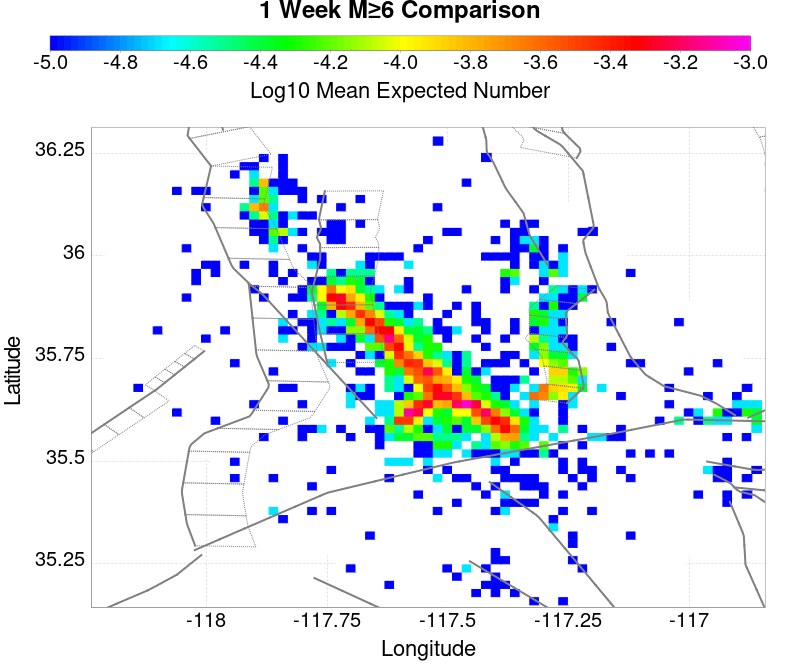 1 Week M≥6 Comparison
-5.0 -4.8 -4.6 -4.4 -4.2 -4.0 -3.8 -3.6 -3.4 -3.2 -3.0
Log10 Mean Expected Number
36.25
36
35.75
35.5
35.25
Latitude
-118 -117.75 -117.5 -117.25 -117
Longitude